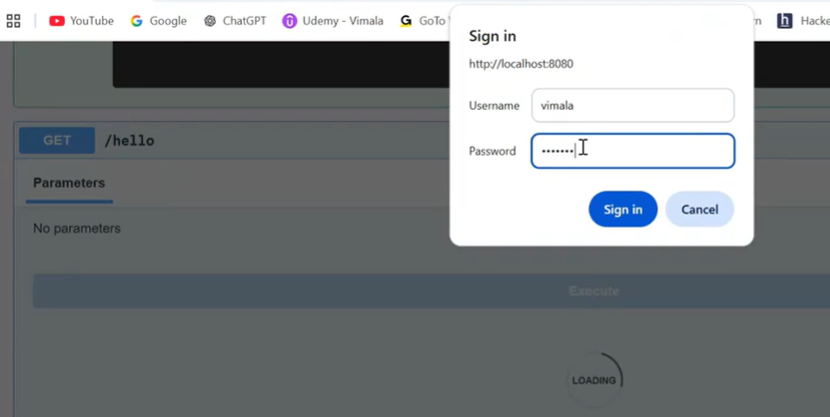 YouTube Google ChatGPT Udemy - Vimala GoTo
Sign in
http://localhost:8080
Username vimala
Password •••••••
Sign in Cancel
GET /hello
Parameters
No parameters
Execute
LOADING